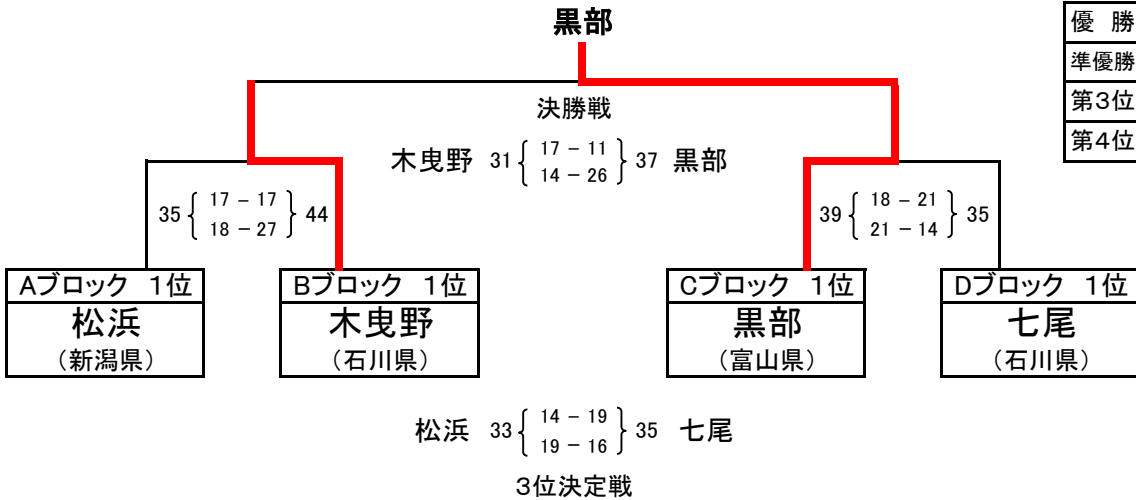 黒部
優 勝
準優勝
第3位
第4位
決勝戦
木曳野 31 { 17 - 11 } 37 黒部
14 - 26
35 { 17 - 17 } 44
18 - 27
39 { 18 - 21 } 35
21 - 14
Aブロック 1位
松浜
(新潟県)
Bブロック 1位
木曳野
(石川県)
Cブロック 1位
黒部
(富山県)
Dブロック 1位
七尾
(石川県)
松浜 33 { 14 - 19 } 35 七尾
19 - 16
3位決定戦